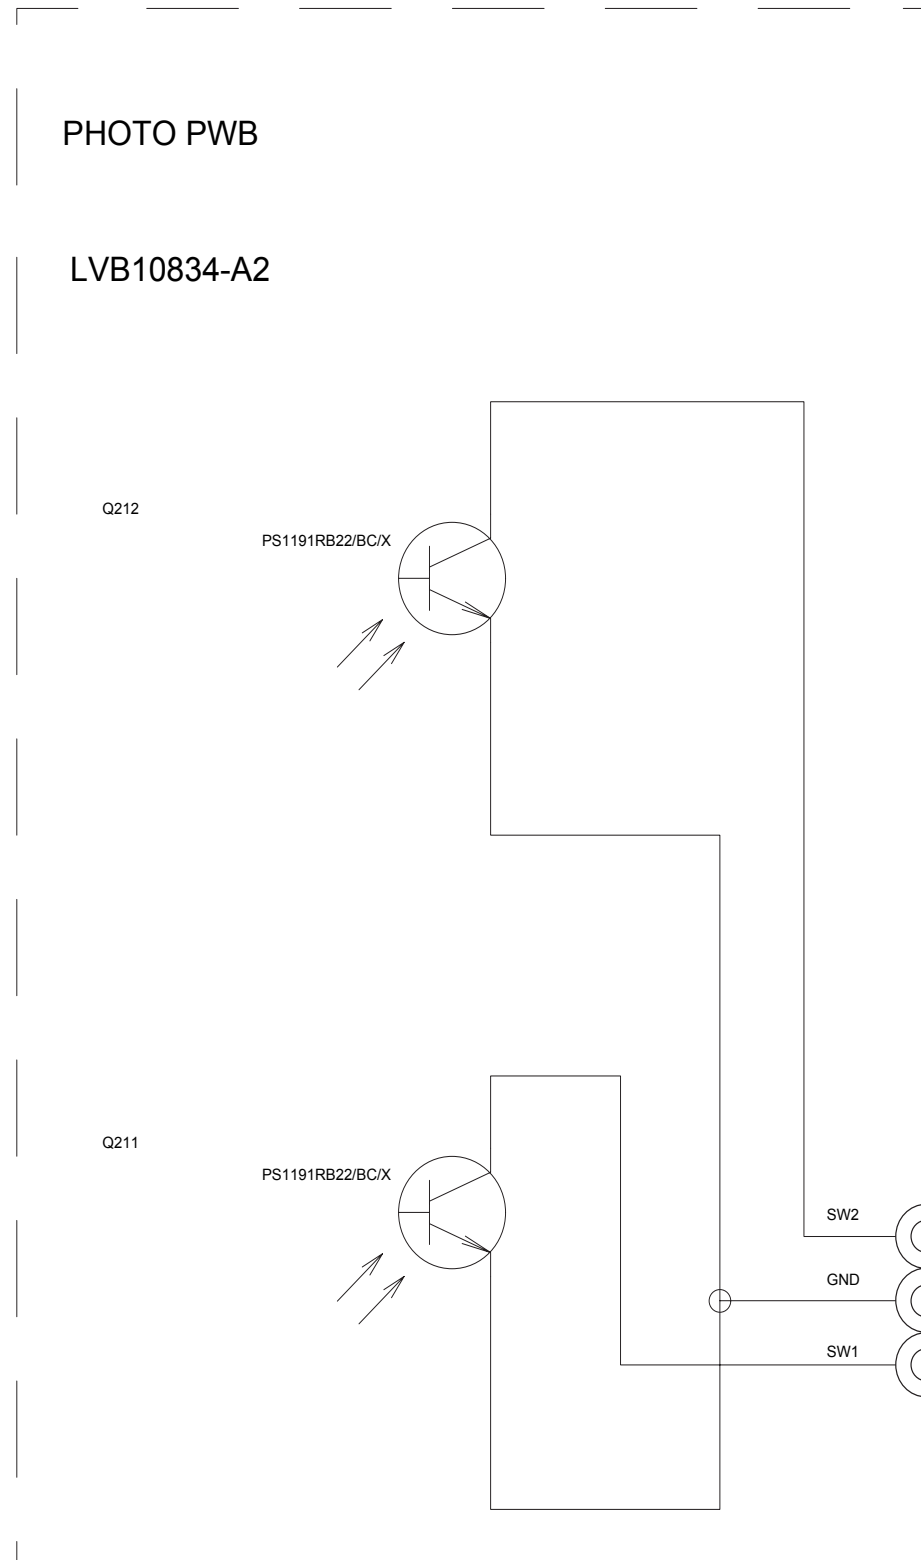 PHOTO PWB
LVB10834-A2
Q212
PS1191RB22/BC/X
Q211
PS1191RB22/BC/X
SW2
GND
SW1